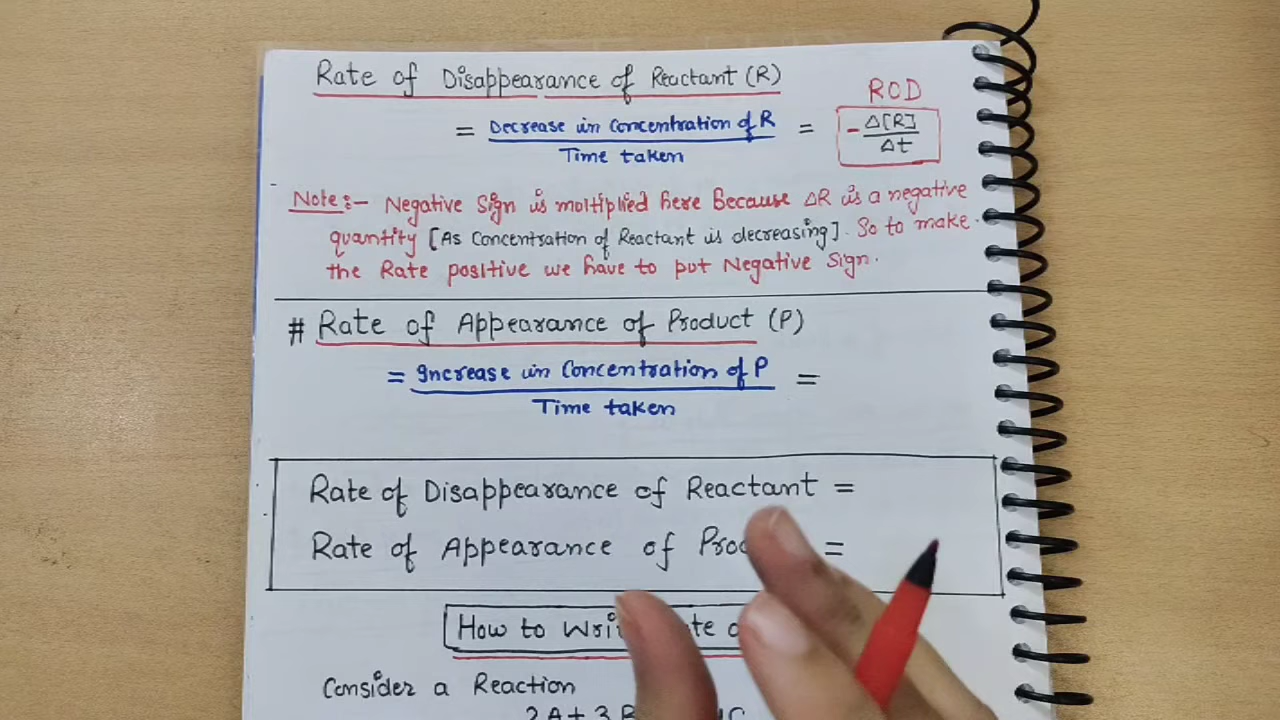 Rate of Disappearance of Reactant (R)
= Decrease in Concentration of R / Time taken = - Δ[R] / Δt
ROD
Note:- Negative Sign is moltiplied here Because ΔR is a negative
quantity [As Concentration of Reactant is decreasing]. So to make
the Rate positive we have to put Negative Sign.
# Rate of Appearance of Product (P)
= Increase in Concentration of P / Time taken =
Rate of Disappearance of Reactant =
Rate of Appearance of =
How to
Consider a Reaction
2A + 3